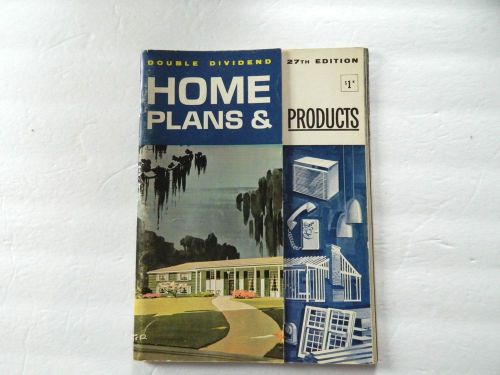 DOUBLE DIVIDEND
27TH EDITION
$1
HOME
PLANS &
PRODUCTS